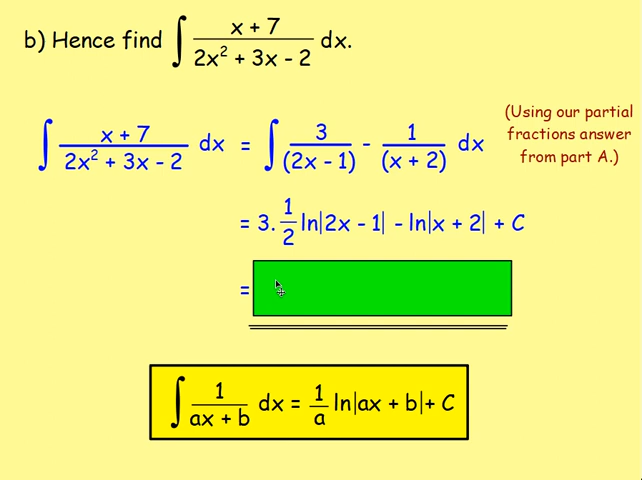 b) Hence find ∫ (x + 7)/(2x² + 3x - 2) dx.
∫ (x + 7)/(2x² + 3x - 2) dx = ∫ 3/(2x - 1) - 1/(x + 2) dx
(Using our partial
fractions answer
from part A.)
= 3. 1/2 ln|2x - 1| - ln|x + 2| + C
=
∫ 1/(ax + b) dx = 1/a ln|ax + b| + C